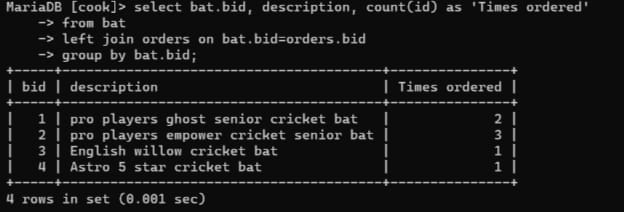 MariaDB [cook]> select bat.bid, description, count(id) as 'Times ordered'
    -> from bat
    -> left join orders on bat.bid=orders.bid
    -> group by bat.bid;
+-----+---------------------------------------+---------------+
| bid | description                           | Times ordered |
+-----+---------------------------------------+---------------+
|   1 | pro players ghost senior cricket bat  |             2 |
|   2 | pro players empower cricket senior bat |             3 |
|   3 | English willow cricket bat            |             1 |
|   4 | Astro 5 star cricket bat              |             1 |
+-----+---------------------------------------+---------------+
4 rows in set (0.001 sec)